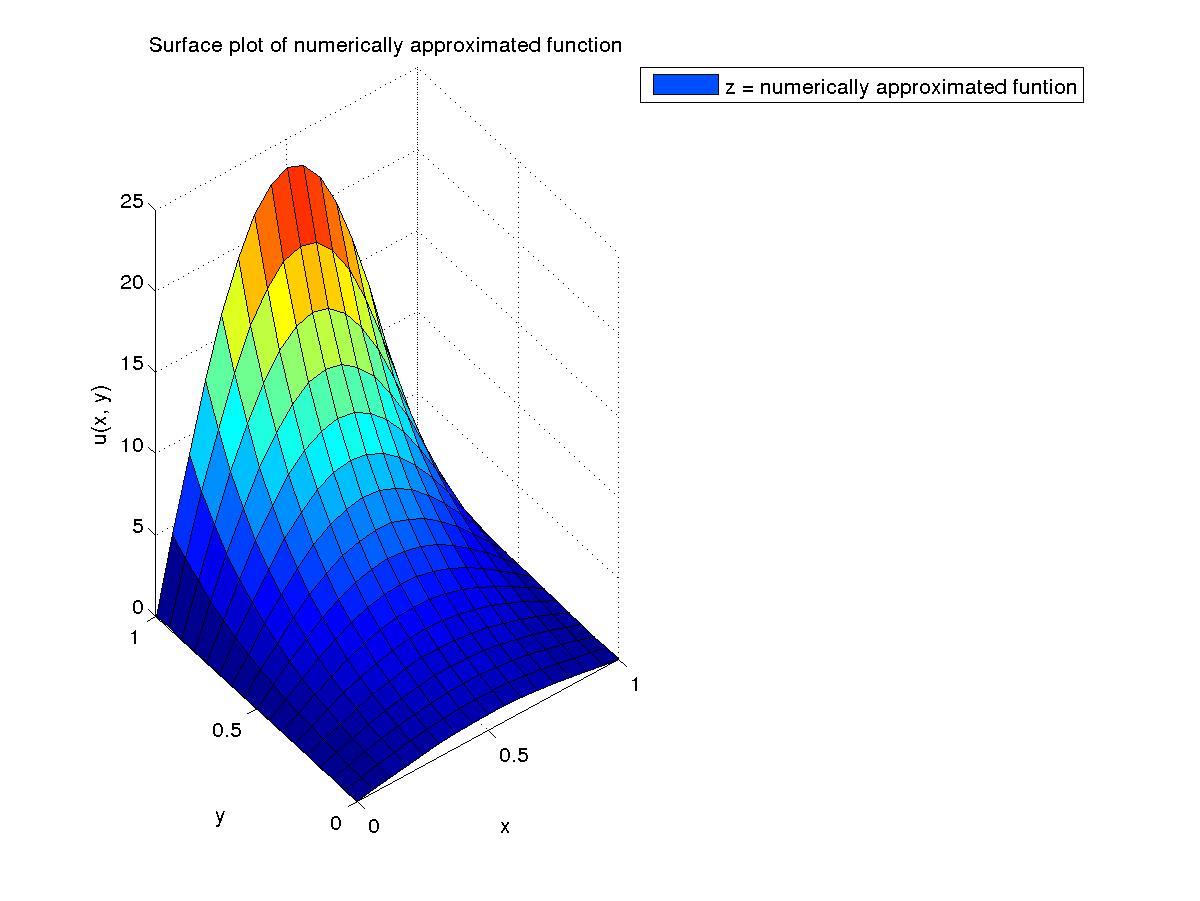 Surface plot of numerically approximated function
z = numerically approximated funtion
25
20
15
10
5
0
u(x, y)
1
0.5
0
y
0
0.5
1
x